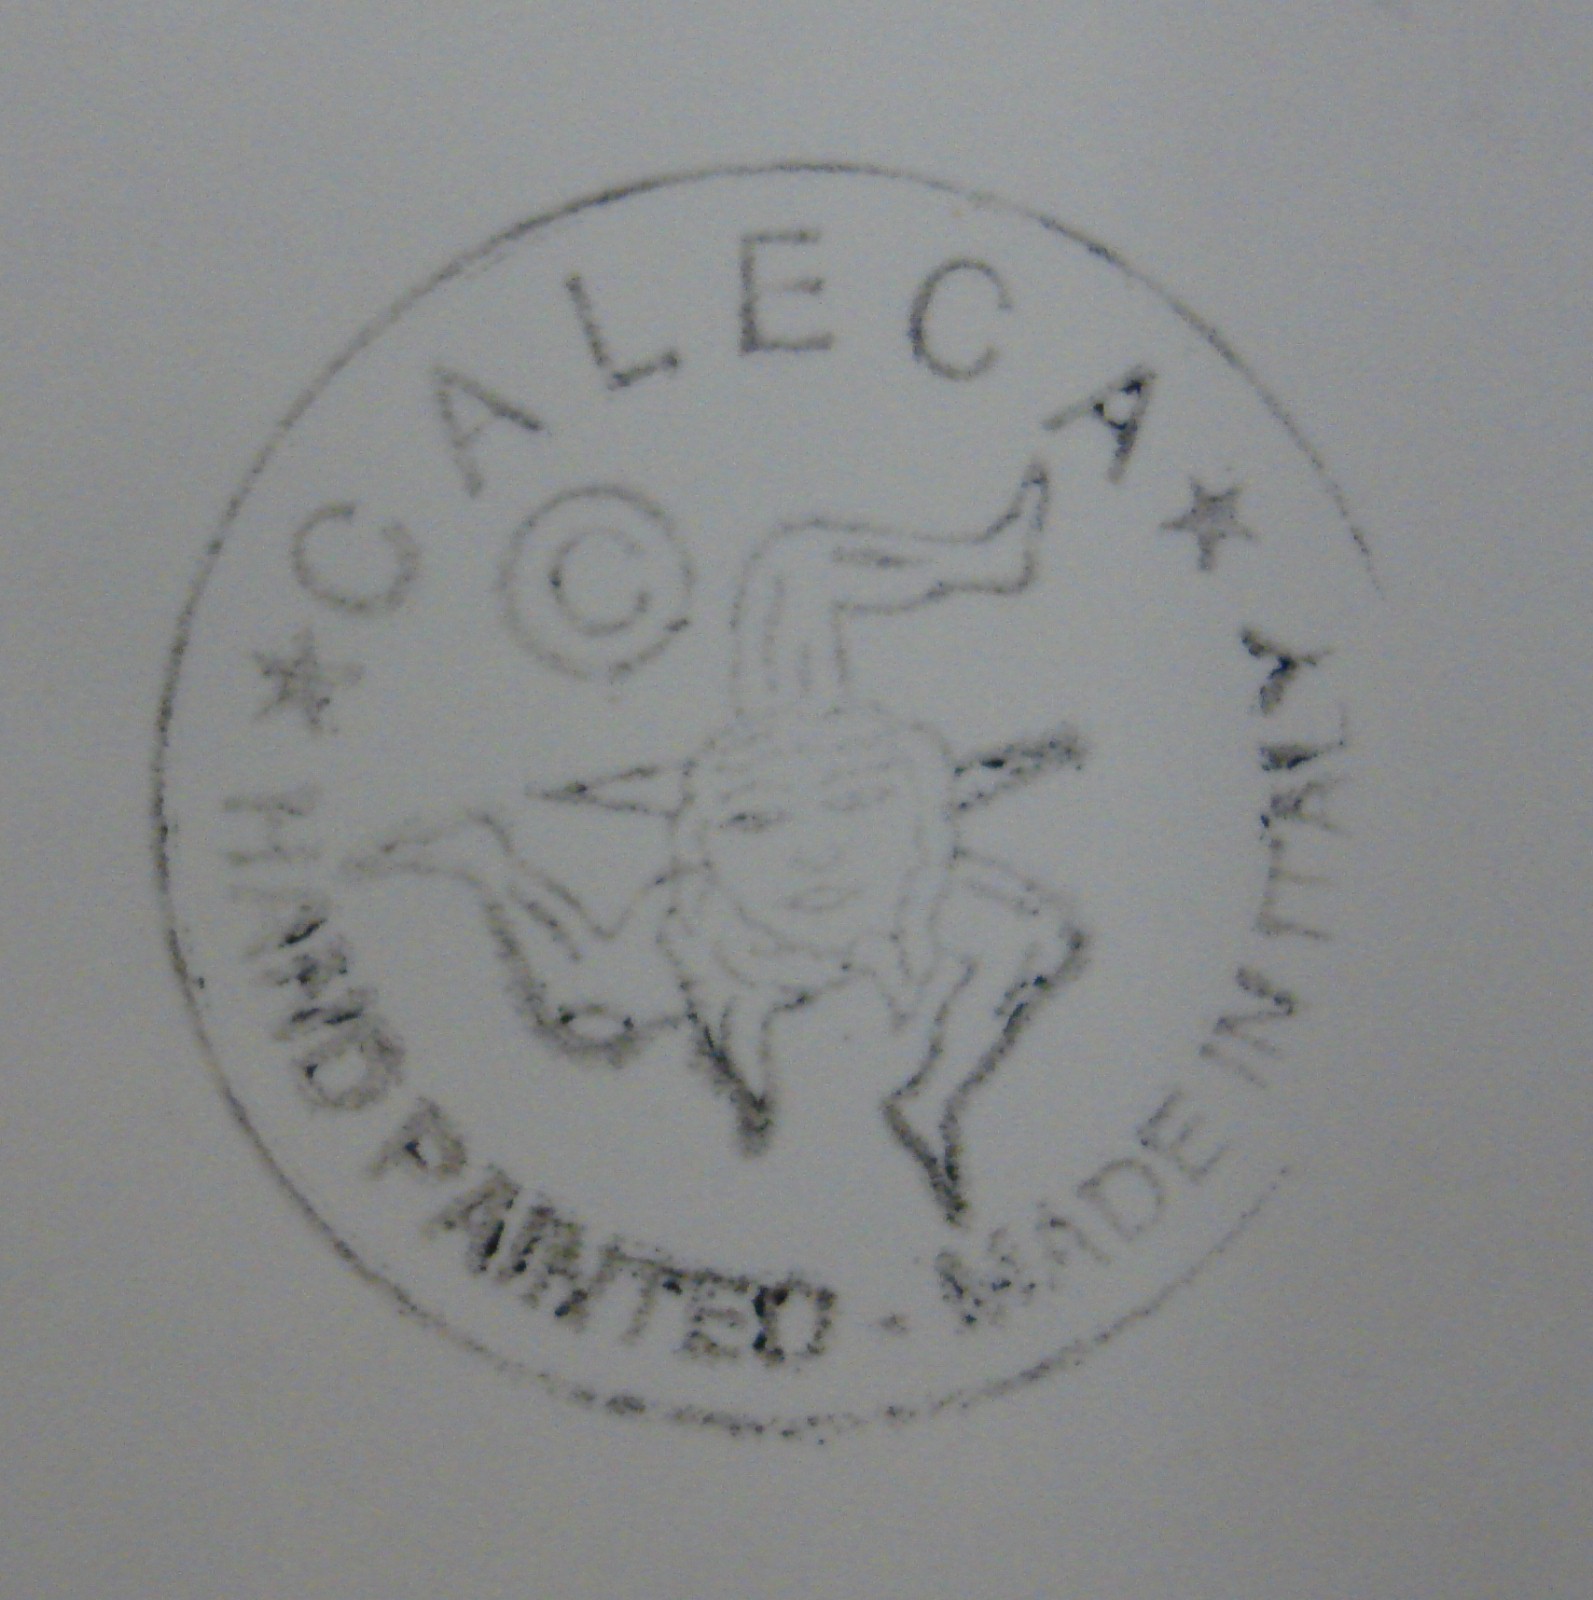 CALECA
©
★ HAND PAINTED - MADE IN ITALY ★